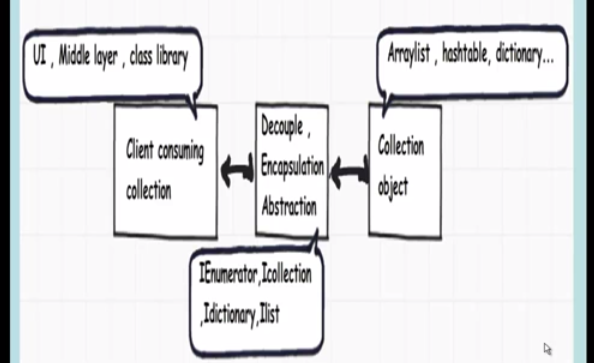 UI , Middle layer , class library
Arraylist , hashtable, dictionary...
Client consuming
collection
Decouple ,
Encapsulation
Abstraction
Collection
object
IEnumerator,Icollection
,Idictionary,Ilist